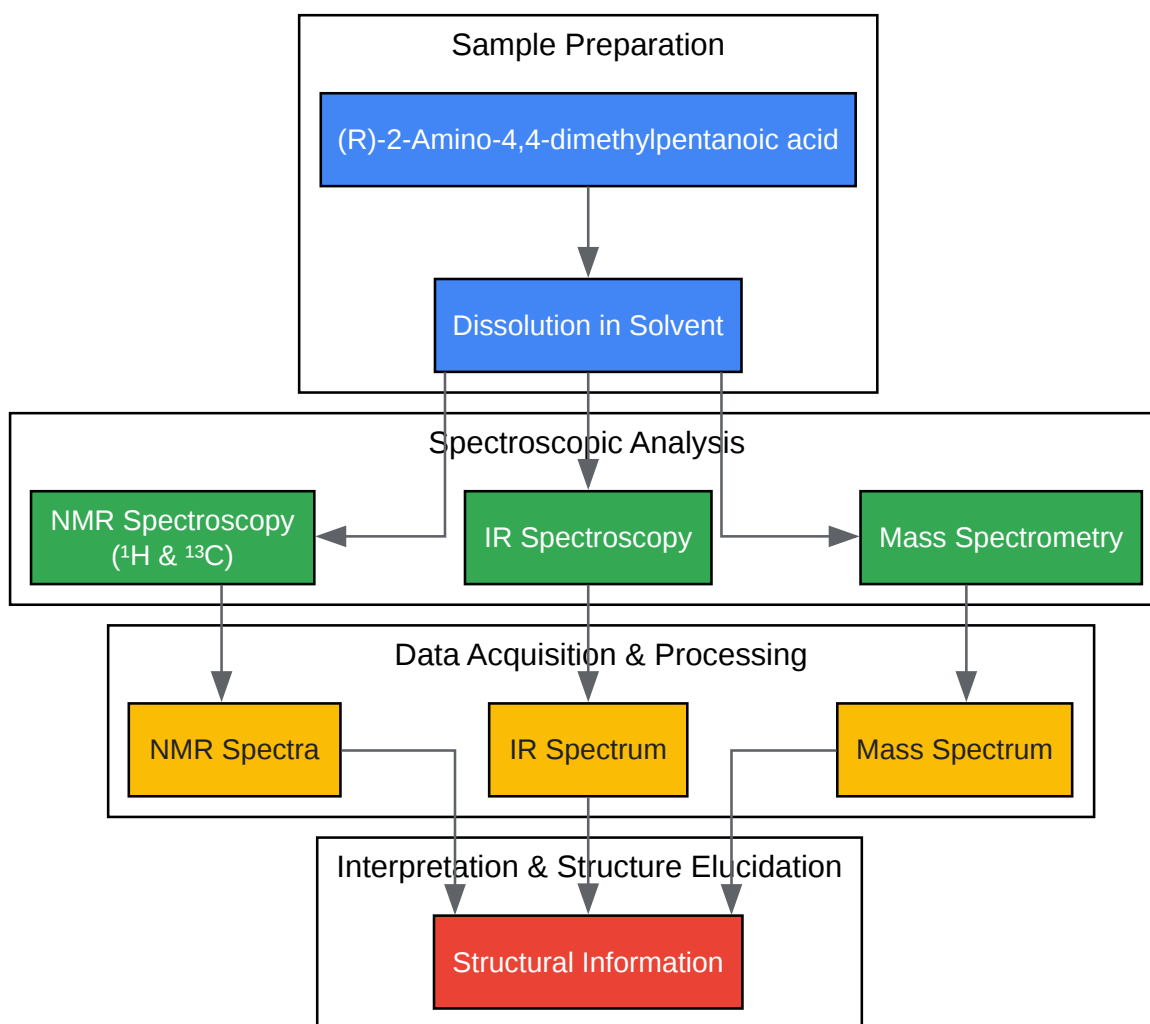 Sample Preparation
(R)-2-Amino-4,4-dimethylpentanoic acid
Dissolution in Solvent
Spectroscopic Analysis
NMR Spectroscopy
(¹H & ¹³C)
IR Spectroscopy
Mass Spectrometry
Data Acquisition & Processing
NMR Spectra
IR Spectrum
Mass Spectrum
Interpretation & Structure Elucidation
Structural Information